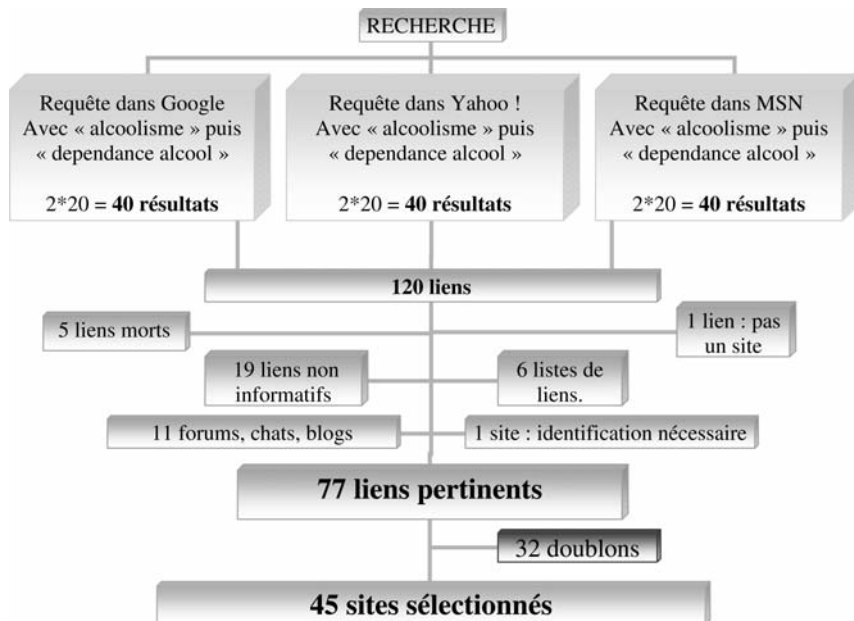 RECHERCHE
Requête dans Google
Avec « alcoolisme » puis
« dependance alcool »
2*20 = 40 résultats
Requête dans Yahoo !
Avec « alcoolisme » puis
« dependance alcool »
2*20 = 40 résultats
Requête dans MSN
Avec « alcoolisme » puis
« dependance alcool »
2*20 = 40 résultats
120 liens
5 liens morts
1 lien : pas
un site
19 liens non
informatifs
6 listes de
liens.
11 forums, chats, blogs
1 site : identification nécessaire
77 liens pertinents
32 doublons
45 sites sélectionnés